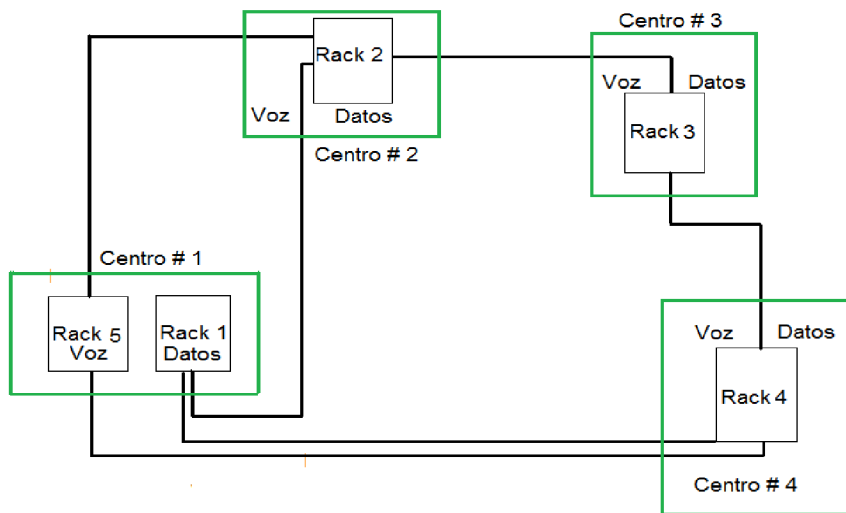 Centro # 3
Rack 2
Voz Datos
Voz Datos
Centro # 2
Rack 3
Centro # 1
Rack 5
Voz
Rack 1
Datos
Voz Datos
Rack 4
Centro # 4